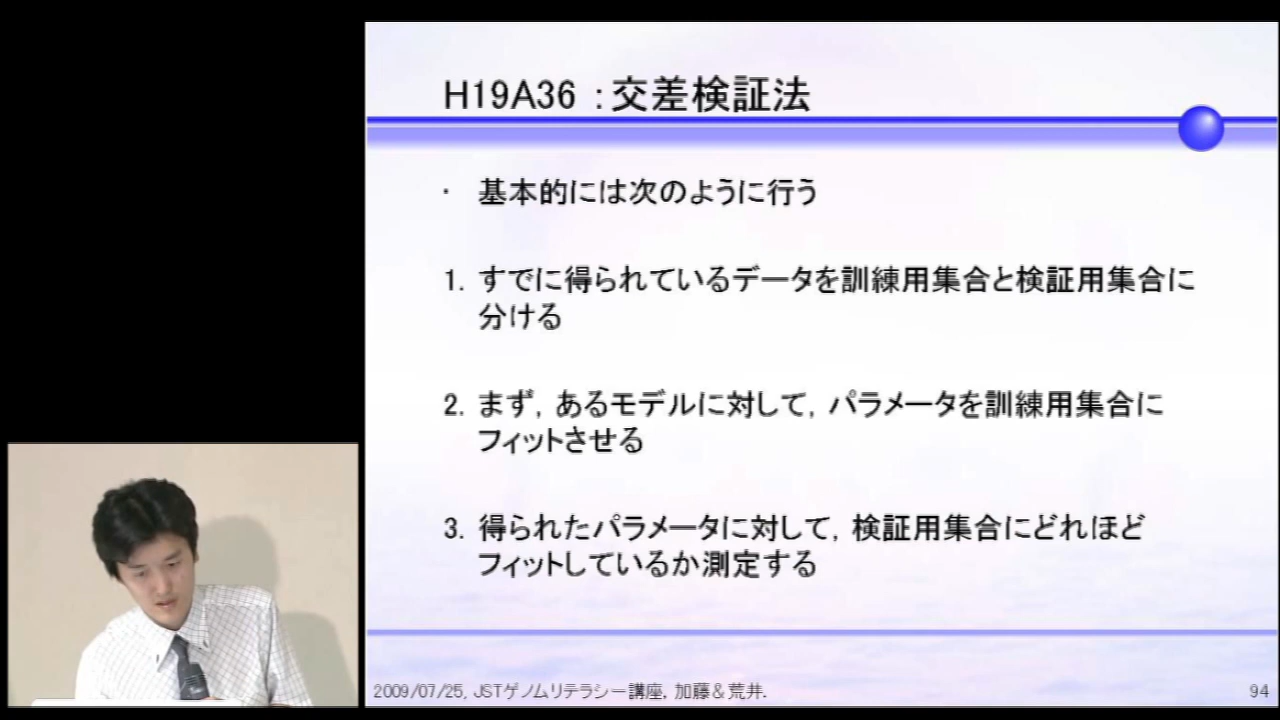 H19A36 :交差検証法
・ 基本的には次のように行う
1. すでに得られているデータを訓練用集合と検証用集合に
分ける
2. まず, あるモデルに対して, パラメータを訓練用集合に
フィットさせる
3. 得られたパラメータに対して, 検証用集合にどれほど
フィットしているか測定する
2009/07/25, JSTゲノムリテラシー講座, 加藤&荒井.
94